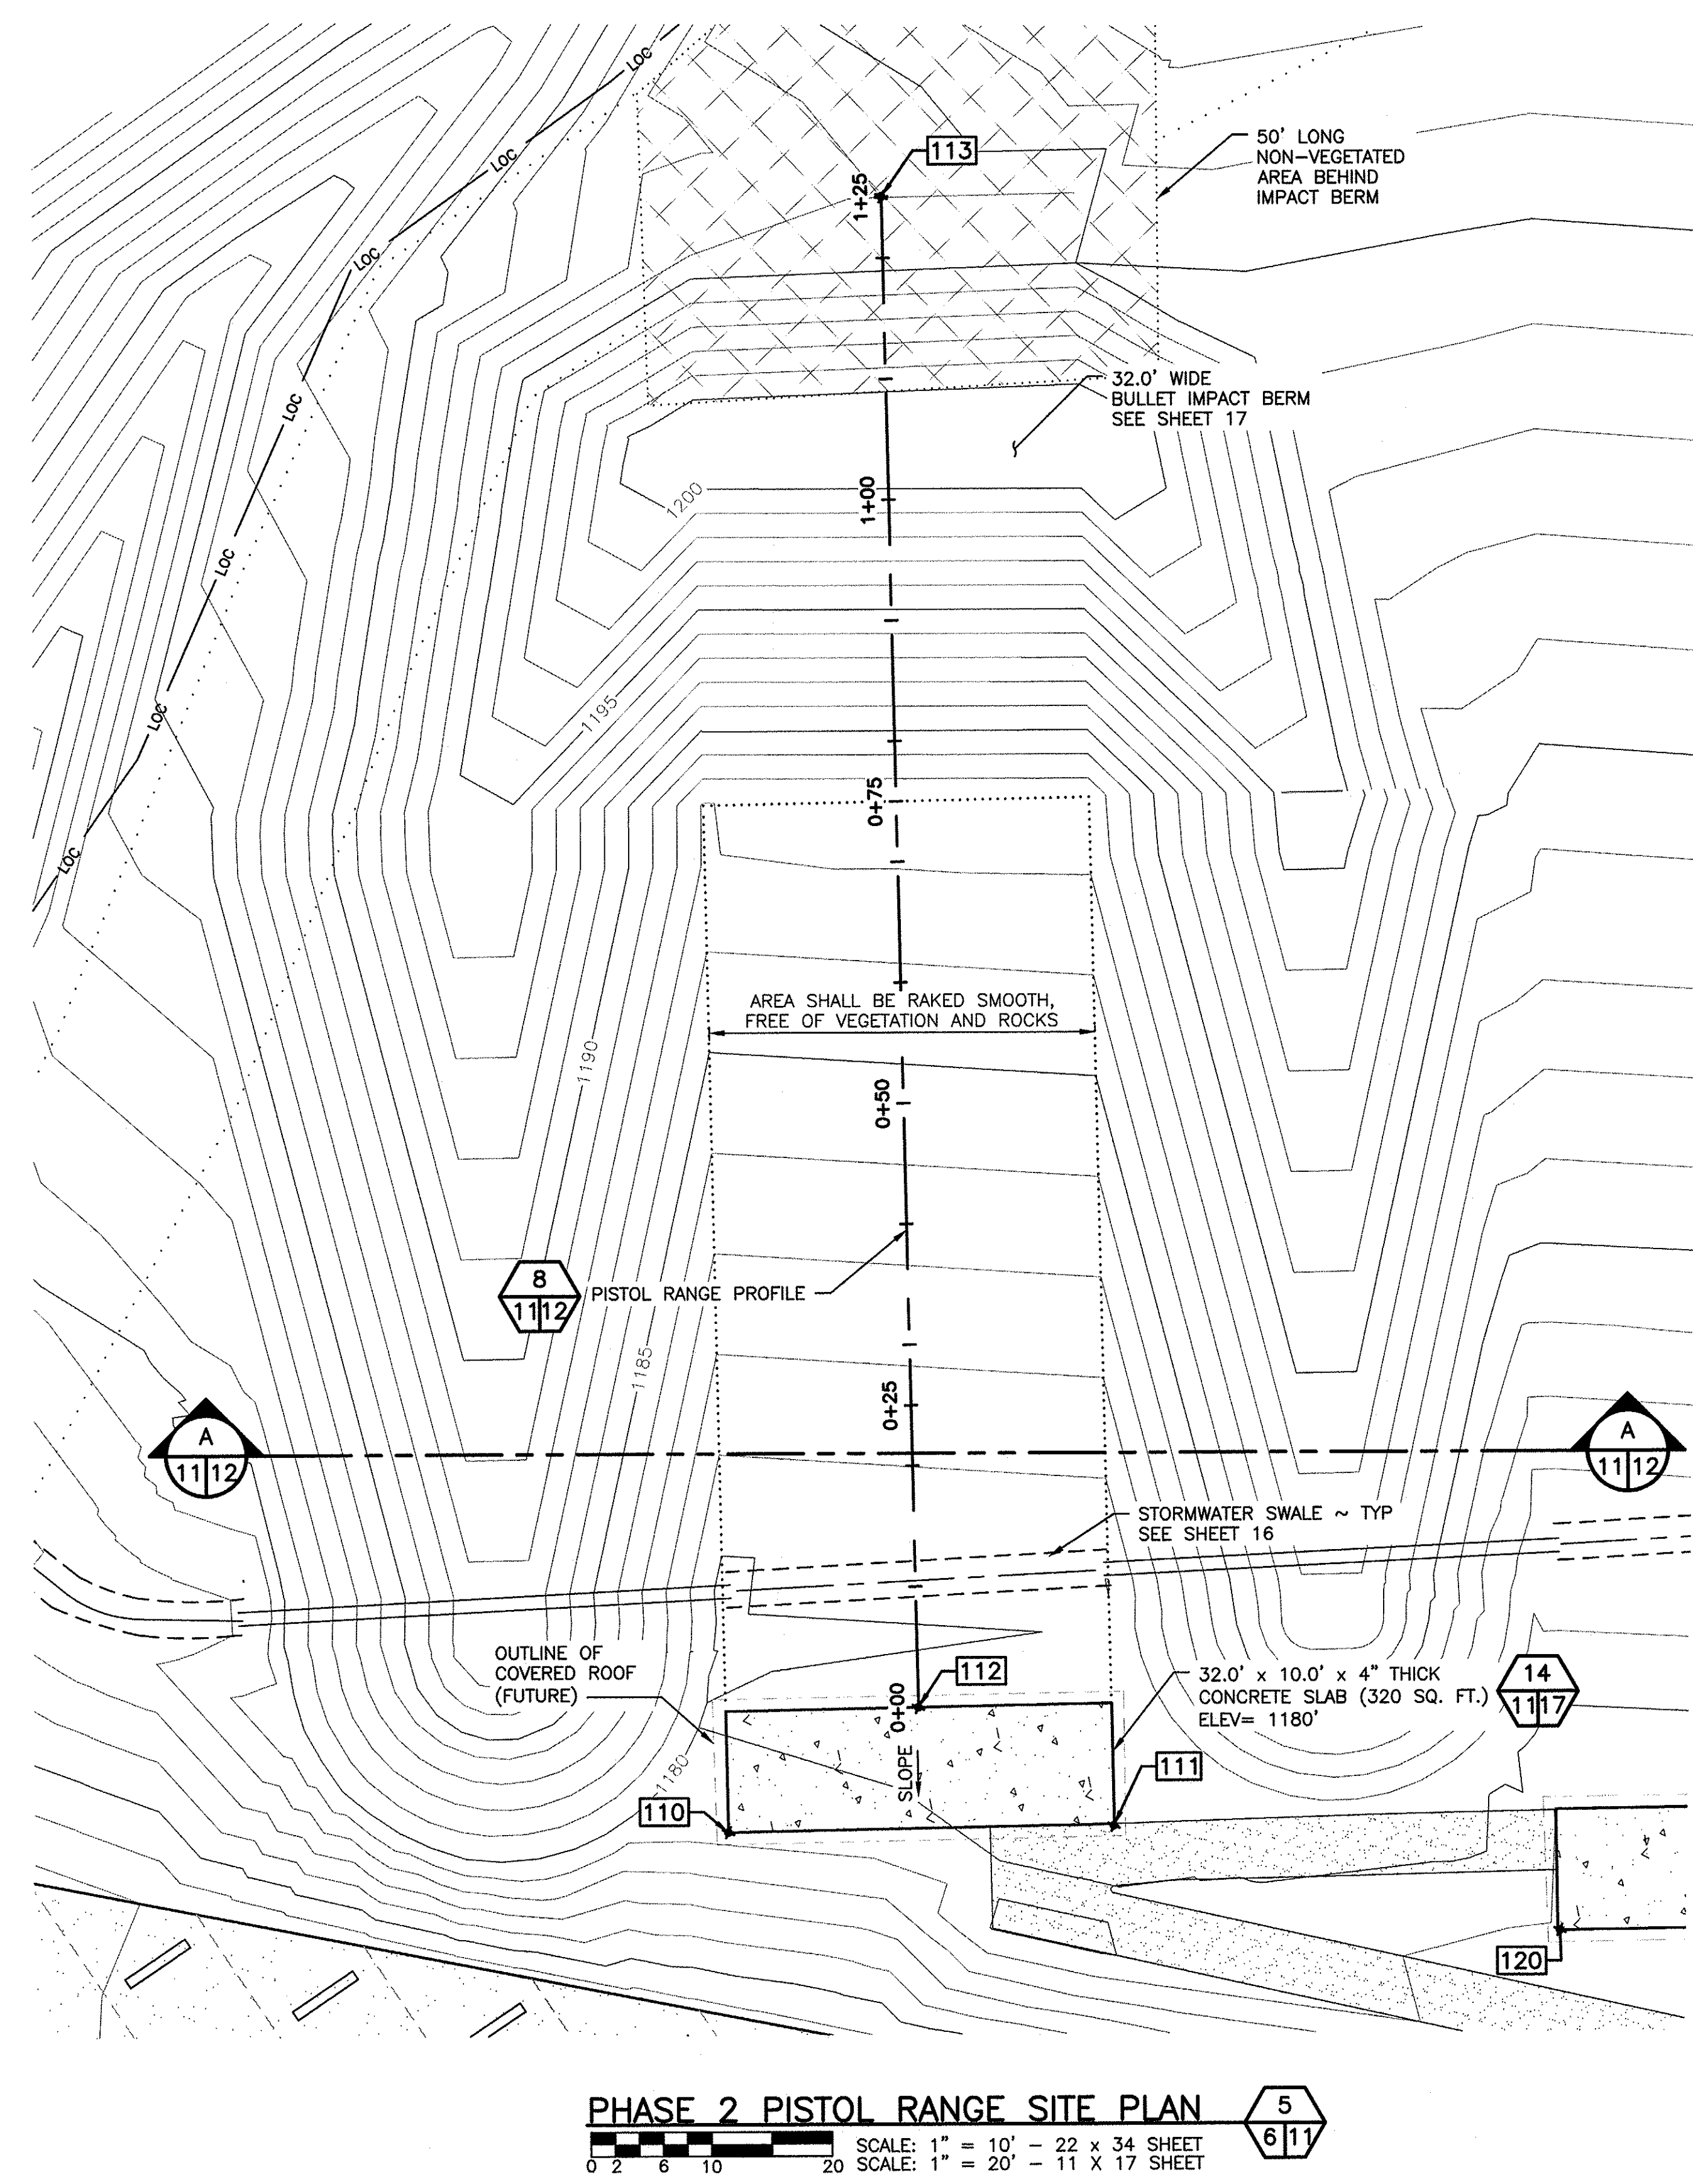 LOC
LOC
LOC
LOC
LOC
LOC
LOC
113
1+25
50' LONG
NON-VEGETATED
AREA BEHIND
IMPACT BERM
32.0' WIDE
BULLET IMPACT BERM
SEE SHEET 17
1200
1+00
1195
0+75
AREA SHALL BE RAKED SMOOTH,
FREE OF VEGETATION AND ROCKS
1190
0+50
8
11 12
PISTOL RANGE PROFILE
1185
0+25
A
11 12
A
11 12
STORMWATER SWALE ~ TYP
SEE SHEET 16
OUTLINE OF
COVERED ROOF
(FUTURE)
112
0+00
32.0' x 10.0' x 4" THICK
CONCRETE SLAB (320 SQ. FT.)
ELEV= 1180'
14
11 17
1180
SLOPE
111
110
120
PHASE 2 PISTOL RANGE SITE PLAN
5
6 11
0 2 6 10 20
SCALE: 1" = 10' - 22 x 34 SHEET
SCALE: 1" = 20' - 11 X 17 SHEET